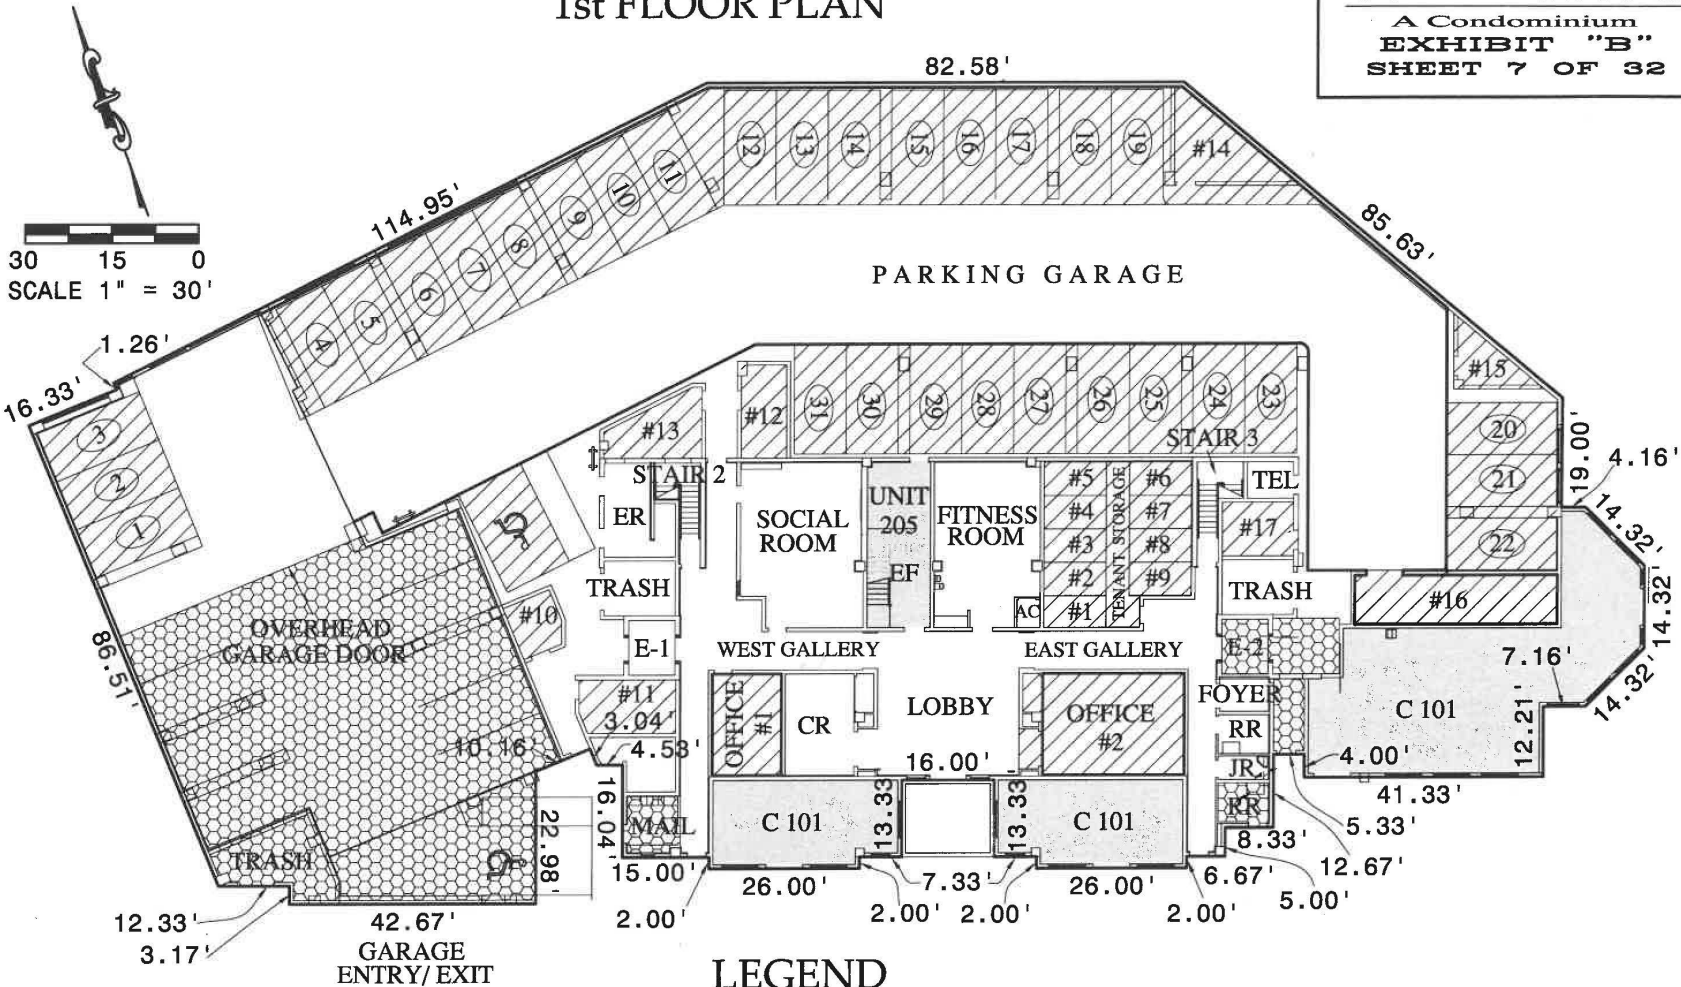 1st FLOOR PLAN
A Condominium
EXHIBIT "B"
SHEET 7 OF 32
30 15 0
SCALE 1" = 30'
82.58'
114.95'
85.63'
1.26'
16.33'
12
13
14
15
16
17
18
19
#14
11
10
9
8
7
6
5
4
3
2
1
PARKING GARAGE
#15
20
21
22
19.00'
4.16'
14.32'
14.32'
14.32'
#13
#12
31
30
29
28
27
26
25
24
23
STAIR 3
STAIR 2
ER
SOCIAL
ROOM
UNIT
205
EF
FITNESS
ROOM
#5
#4
#3
#2
#1
TENANT STORAGE
#6
#7
#8
#9
AC
TEL
#17
TRASH
#16
TRASH
#10
E-1
WEST GALLERY
EAST GALLERY
E-2
OVERHEAD
GARAGE DOOR
86.51'
#11
3.04'
4.53'
10.16'
OFFICE
#1
CR
LOBBY
16.00'
OFFICE
#2
FOYER
RR
JR
RR
C 101
7.16'
12.21'
4.00'
41.33'
5.33'
8.33'
12.67'
6.67'
5.00'
MAIL
16.04'
15.00'
C 101
13.33'
13.33'
C 101
26.00'
7.33'
26.00'
2.00'
2.00'
2.00'
2.00'
TRASH
22.98'
12.33'
3.17'
42.67'
GARAGE
ENTRY/ EXIT
LEGEND